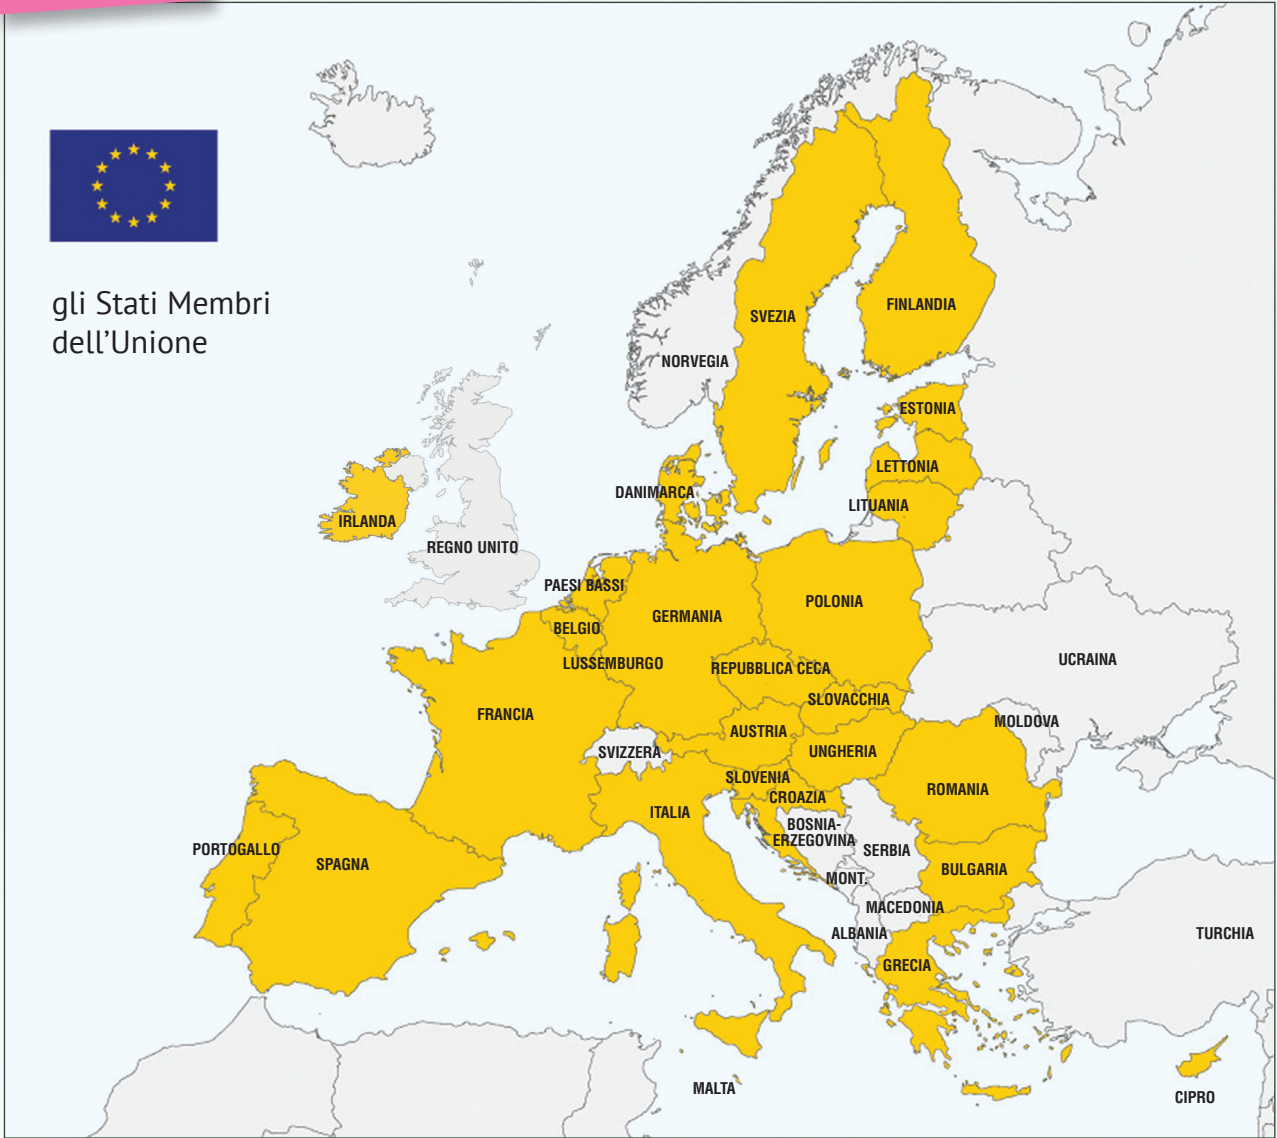 gli Stati Membri
dell'Unione
SVEZIA
FINLANDIA
NORVEGIA
ESTONIA
LETTONIA
DANIMARCA
LITUANIA
IRLANDA
REGNO UNITO
PAESI BASSI
POLONIA
GERMANIA
BELGIO
LUSSEMBURGO
REPUBBLICA CECA
UCRAINA
SLOVACCHIA
FRANCIA
MOLDOVA
AUSTRIA
SVIZZERA
UNGHERIA
SLOVENIA
ROMANIA
CROAZIA
ITALIA
BOSNIA-
ERZEGOVINA
PORTOGALLO
SERBIA
SPAGNA
BULGARIA
MONT.
MACEDONIA
ALBANIA
TURCHIA
GRECIA
MALTA
CIPRO